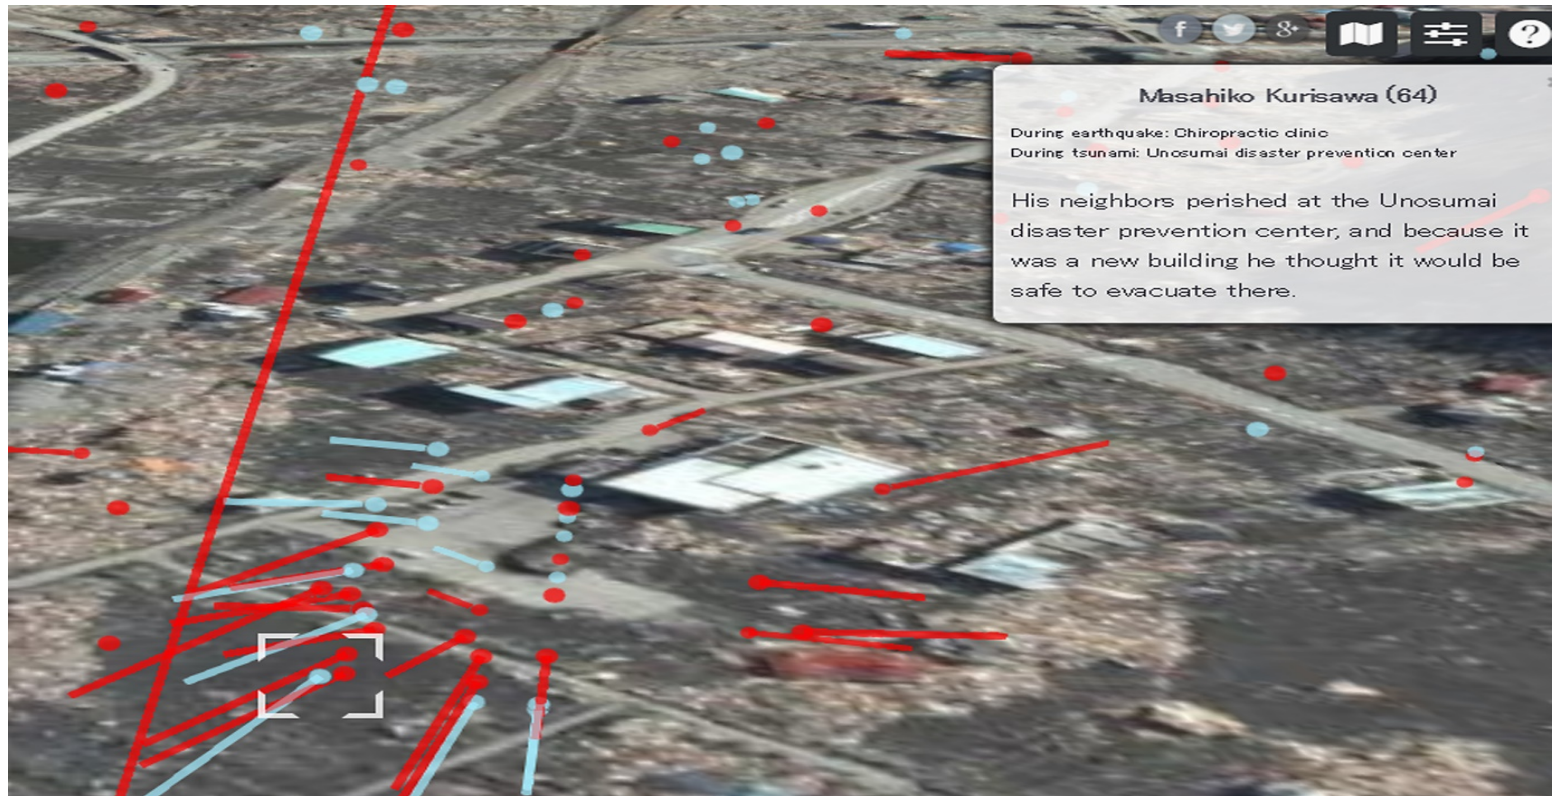 f
8+
?
Masahiko Kurisawa (64)
During earthquake: Chiropractic clinic
During tsunami: Unosumai disaster prevention center
His neighbors perished at the Unosumai
disaster prevention center, and because it
was a new building he thought it would be
safe to evacuate there.